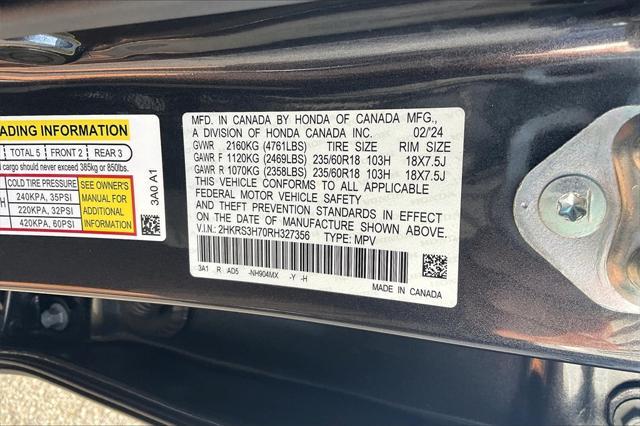 ADING INFORMATION
TOTAL 5 FRONT 2 REAR 3
d cargo should never exceed 385kg or 850lbs.
COLD TIRE PRESSURE
240KPA, 35PSI
220KPA, 32PSI
420KPA, 60PSI
SEE OWNER'S
MANUAL FOR
ADDITIONAL
INFORMATION
3A0 A1
MFD. IN CANADA BY HONDA OF CANADA MFG.,
A DIVISION OF HONDA CANADA INC. 02/'24
GVWR 2160KG (4761LBS) TIRE SIZE RIM SIZE
GAWR F 1120KG (2469LBS) 235/60R18 103H 18X7.5J
GAWR R 1070KG (2358LBS) 235/60R18 103H 18X7.5J
THIS VEHICLE CONFORMS TO ALL APPLICABLE
FEDERAL MOTOR VEHICLE SAFETY
AND THEFT PREVENTION STANDARDS IN EFFECT
ON THE DATE OF MANUFACTURE SHOWN ABOVE.
V.I.N.: 2HKRS3H70RH327356 TYPE: MPV
3A1 R AD5 -NH904MX -Y -H
MADE IN CANADA